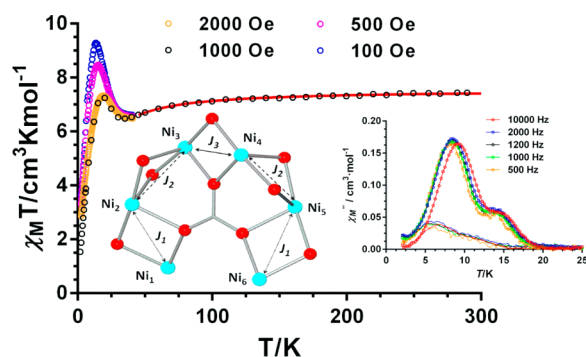 2000 Oe
500 Oe
1000 Oe
100 Oe
χMT/cm³Kmol⁻¹
10
8
6
4
2
0
0
100
150
200
250
300
T/K
Ni₃
Ni₄
J₃
J₂
J₂
Ni₂
Ni₅
J₁
J₁
Ni₁
Ni₆
10000 Hz
2000 Hz
1200 Hz
1000 Hz
500 Hz
χM″ / cm³·mol⁻¹
0.20
0.15
0.10
0.05
0.00
0
5
10
15
20
25
T/K